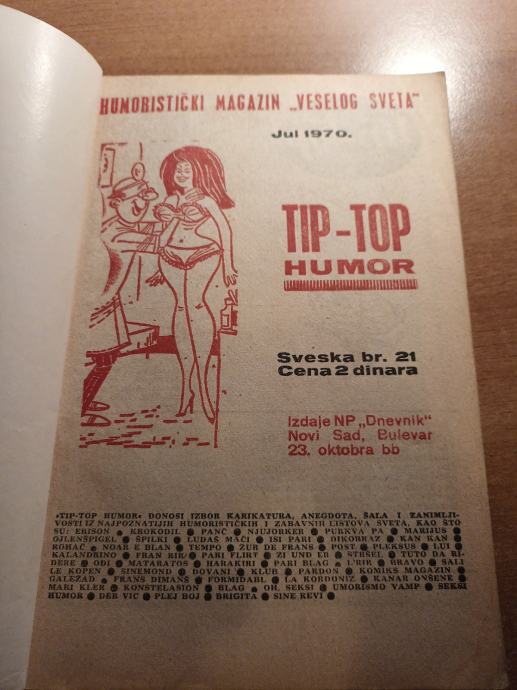 HUMORISTIČKI MAGAZIN „VESELOG SVETA“
Jul 1970.
TIP-TOP
HUMOR
Sveska br. 21
Cena 2 dinara
Izdaje NP „Dnevnik“
Novi Sad, Bulevar
23. oktobra bb
»TIP-TOP HUMOR« DONOSI IZBOR KARIKATURA, ANEGDOTA, ŠALA I ZANIMLJI-
VOSTI IZ NAJPOZNATIJIH HUMORISTIČKIH I ZABAVNIH LISTOVA SVETA, KAO ŠTO
SU: ERISON ● KROKODIL ● PANČ ● NJUJORKER ● PURKVA PA ● MARIJUS ●
OJLENŠPIGEL ● ŠPILKI ● LUDAŠ MAĆI ● ISI PARI ● DIKOBRAZ ● KAN KAN ●
ROHAČ ● NOAR E BLAN ● TEMPO ● ŽUR DE FRANS ● POST ● PLEKSUS ● LUI ●
KALANDRINO ● FRAN RIR ● PARI FLIRT ● ZI UND ER ● STRŠEL ● TUTO DA RI-
DERE ● ODI ● MATARATOS ● HARAKIRI ● PARI BLAG ● L'RIR ● BRAVO ● SALI
LE KOPEN ● SINEMOND ● DOVANI ● KLUB ● PARDON ● KOMIKS MAGAZIN ●
GALEŽAD ● FRANS DIMANŠ ● FORMIDABL ● LA KORDONIZ ● KANAR ONŠENE ●
MARI KLER ● KONSTELASION ● BLAG ● OH, SEKS! ● UMORISMO VAMP ● SEKSI
HUMOR ● DER VIC ● PLEJ BOJ ● BRIGITA ● SINE REVI ●